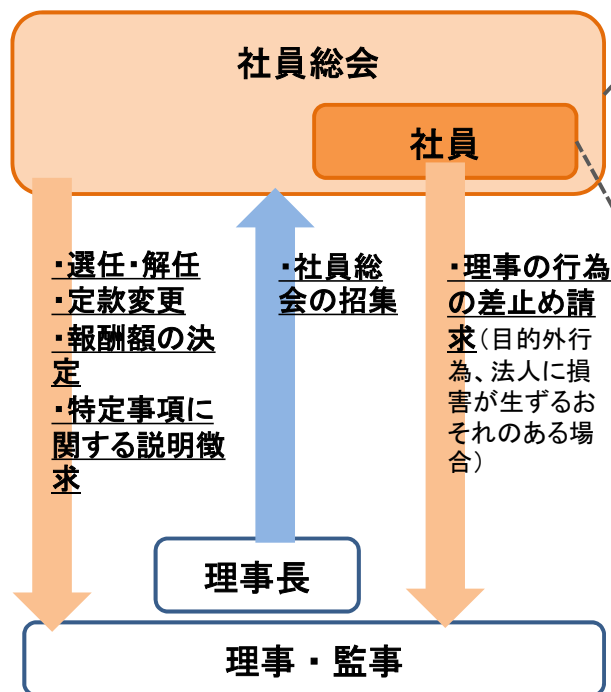 社員総会
社員
・選任・解任
・定款変更
・報酬額の決
定
・特定事項に
関する説明徴
求
・社員総
会の招集
・理事の行為
の差止め請
求(目的外行
為、法人に損
害が生ずるお
それのある場
合)
理事長
理事・監事